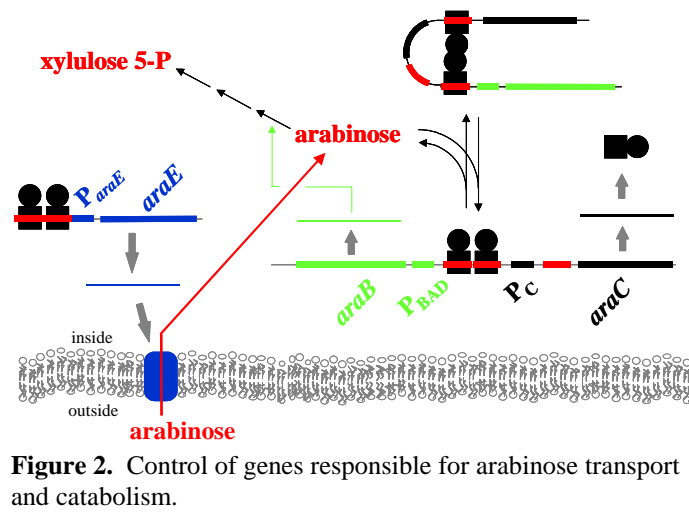 xylulose 5-P
arabinose
P araE
araE
araB
P BAD
P C
araC
inside
outside
arabinose
Figure 2. Control of genes responsible for arabinose transport
and catabolism.